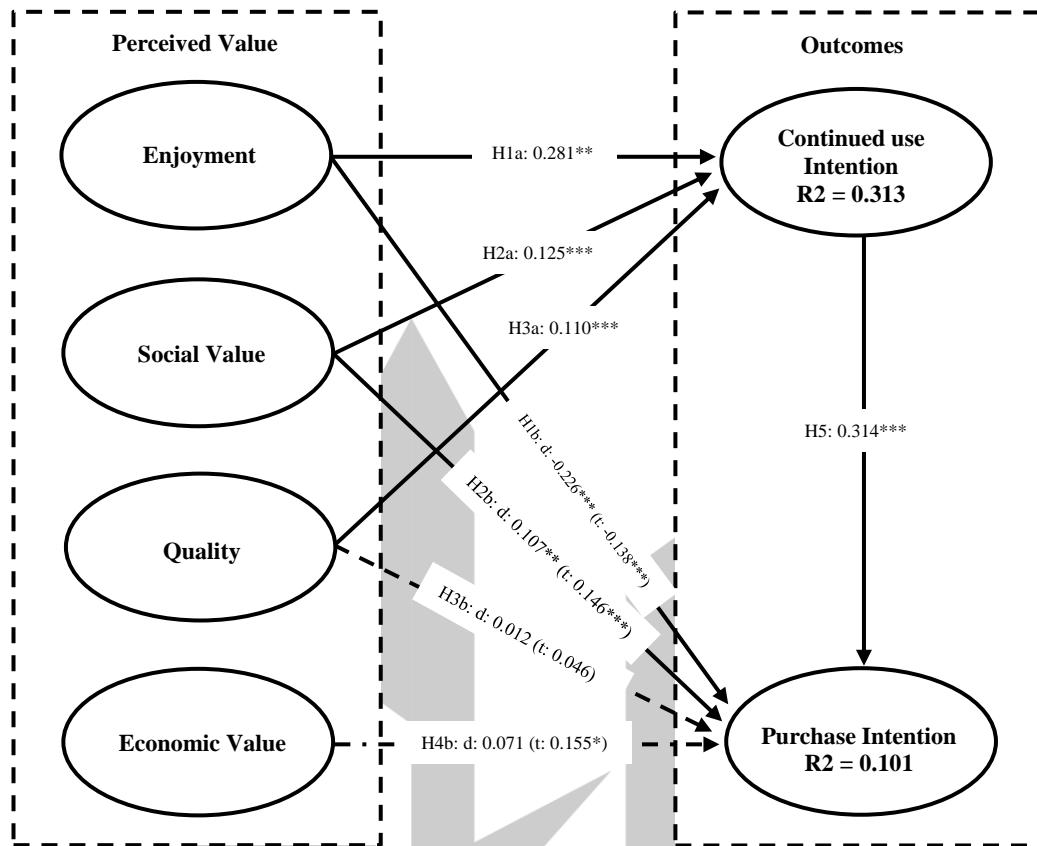 Perceived Value
Outcomes
Enjoyment
Continued use
Intention
R2 = 0.313
H1a: 0.281**
H2a: 0.125***
H3a: 0.110***
Social Value
H1b: d: -0.226*** (t: -0.138***)
H5: 0.314***
H2b: d: 0.107** (t: 0.146***)
Quality
H3b: d: 0.012 (t: 0.046)
Economic Value
H4b: d: 0.071 (t: 0.155*)
Purchase Intention
R2 = 0.101